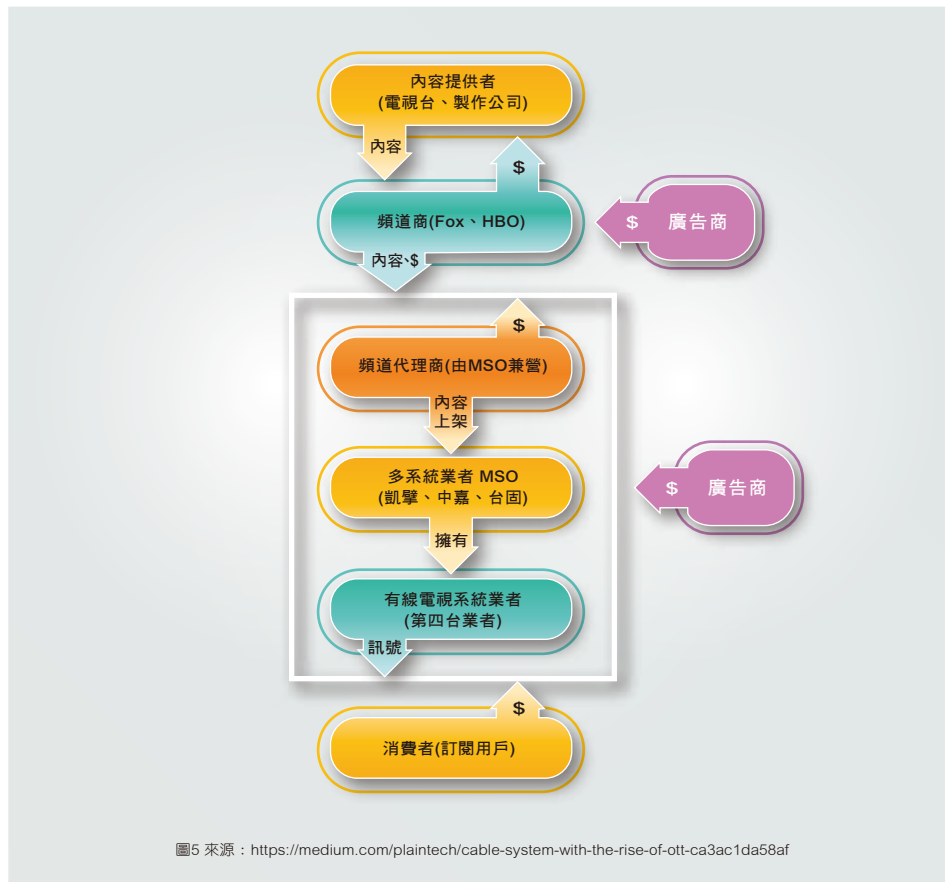 內容提供者
(電視台、製作公司)
內容
$
頻道商(Fox、HBO)
$ 廣告商
內容、$
$
頻道代理商(由MSO兼營)
內容
上架
多系統業者 MSO
(凱擘、中嘉、台固)
$ 廣告商
擁有
有線電視系統業者
(第四台業者)
訊號
$
消費者(訂閱用戶)
圖5 來源：https://medium.com/plaintech/cable-system-with-the-rise-of-ott-ca3ac1da58af